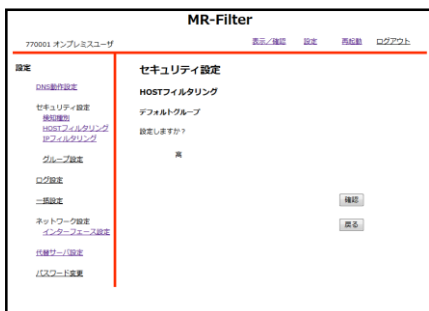 MR-Filter
770001 オンプレミスユーザ
表示/確認 設定 再起動 ログアウト
設定
DNS動作設定
セキュリティ設定
検知種別
HOSTフィルタリング
IPフィルタリング
グループ設定
ログ設定
一括設定
ネットワーク設定
インターフェース設定
代替サーバ設定
パスワード変更
セキュリティ設定
HOSTフィルタリング
デフォルトグループ
設定しますか?
高
確認
戻る